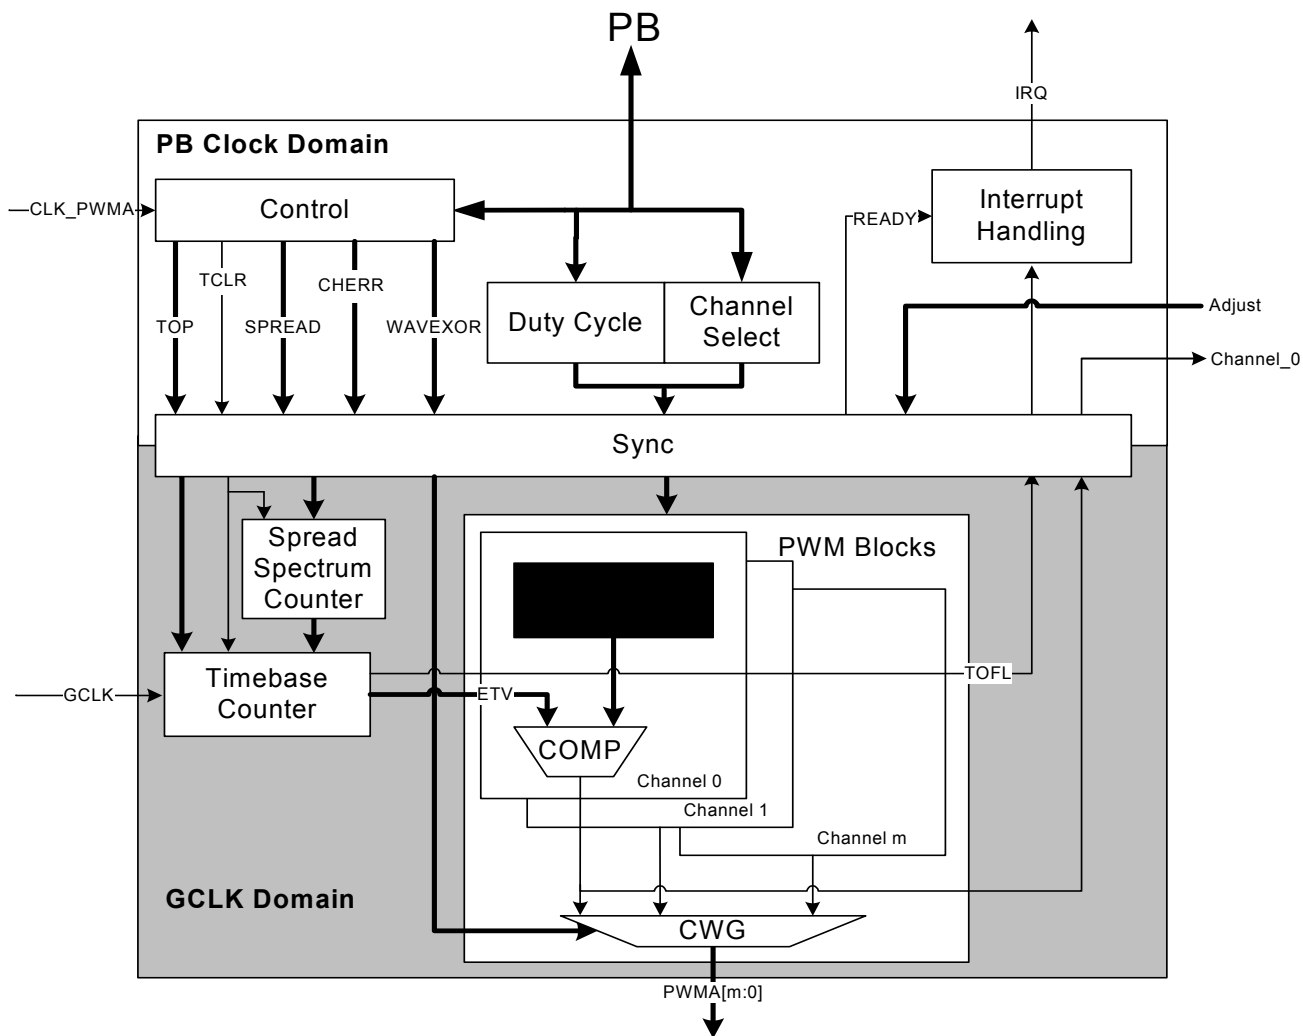 PB
IRQ
PB Clock Domain
CLK_PWMA
Control
READY
Interrupt
Handling
TCLR
CHERR
TOP
SPREAD
WAVEXOR
Duty Cycle
Channel
Select
Adjust
Channel_0
Sync
Spread
Spectrum
Counter
PWM Blocks
Timebase
Counter
GCLK
ETV
TOFL
COMP
Channel 0
Channel 1
Channel m
GCLK Domain
CWG
PWMA[m:0]